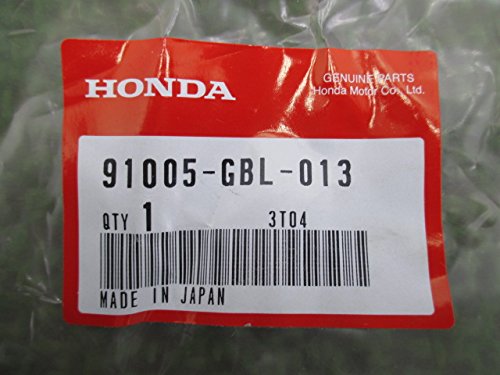 HONDA
GENUINE PARTS
Honda Motor Co., Ltd.
91005-GBL-013
QTY 1 3T04
MADE IN JAPAN